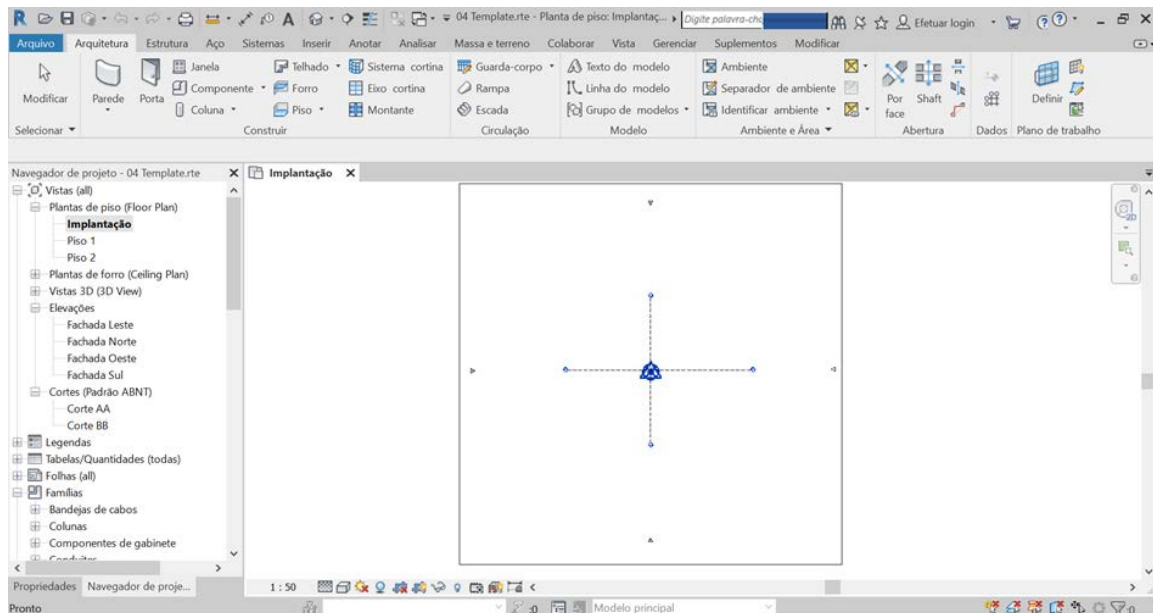 R A 04 Template.rte - Planta de piso: Implantaç... Digite palavra-cha Efetuar login
Arquivo Arquitetura Estrutura Aço Sistemas Inserir Anotar Analisar Massa e terreno Colaborar Vista Gerenciar Suplementos Modificar
Janela Telhado Sistema cortina Guarda-corpo Texto do modelo Ambiente
Modificar Parede Porta Componente Forro Eixo cortina Rampa Linha do modelo Separador de ambiente Por face Shaft Definir
Coluna Piso Montante Escada Grupo de modelos Identificar ambiente
Selecionar Construir Circulação Modelo Ambiente e Área Abertura Dados Plano de trabalho
Navegador de projeto - 04 Template.rte X Implantação X
Vistas (all)
Plantas de piso (Floor Plan)
Implantação
Piso 1
Piso 2
Plantas de forro (Ceiling Plan)
Vistas 3D (3D View)
Elevações
Fachada Leste
Fachada Norte
Fachada Oeste
Fachada Sul
Cortes (Padrão ABNT)
Corte AA
Corte BB
Legendas
Tabelas/Quantidades (todas)
Folhas (all)
Famílias
Bandejas de cabos
Colunas
Componentes de gabinete
Conduítes
2D
Propriedades Navegador de proje... 1 : 50
Pronto :0 Modelo principal :0